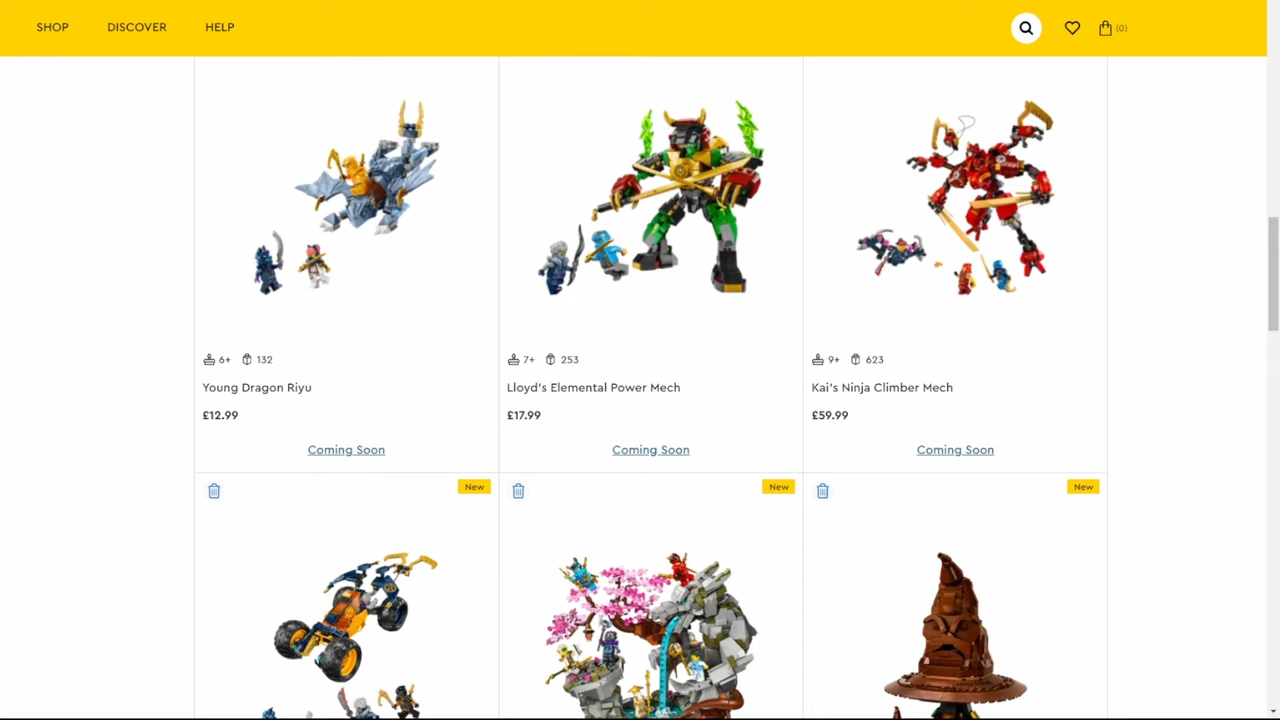 SHOP DISCOVER HELP
(0)
6+ 132
7+ 253
9+ 623
Young Dragon Riyu
Lloyd's Elemental Power Mech
Kai's Ninja Climber Mech
£12.99
£17.99
£59.99
Coming Soon
Coming Soon
Coming Soon
New
New
New